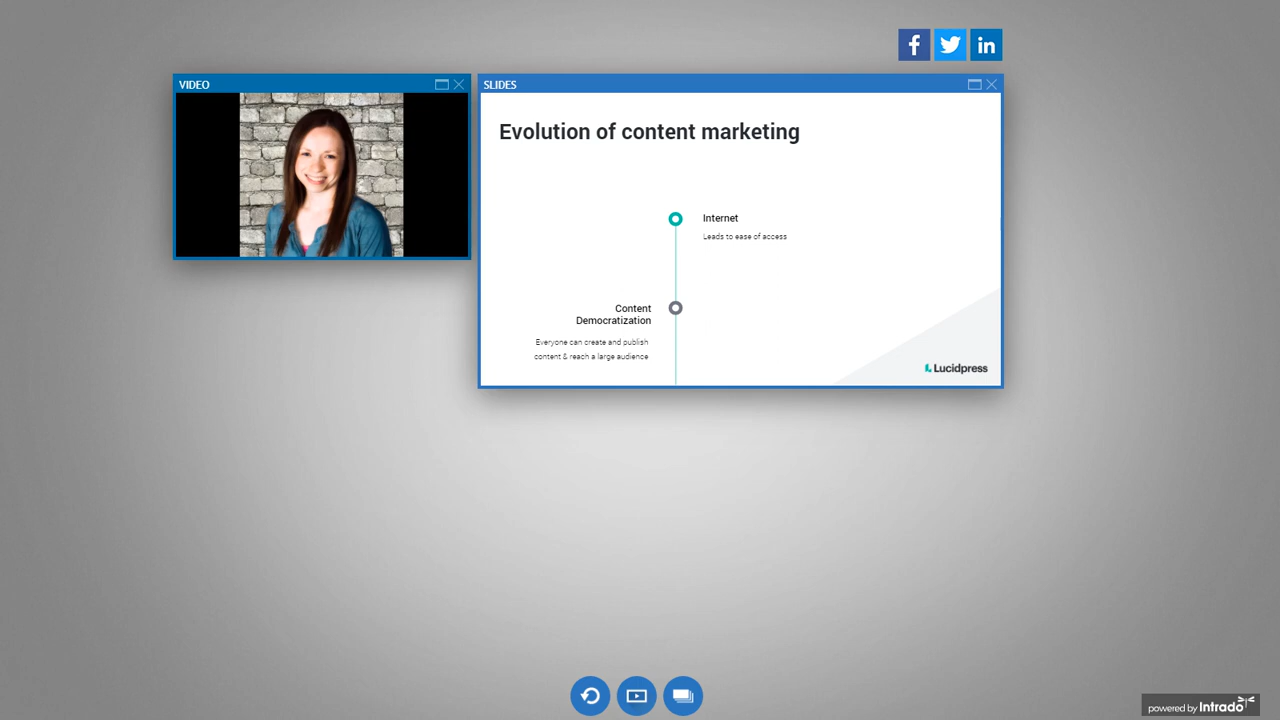 VIDEO
SLIDES
Evolution of content marketing
Internet
Leads to ease of access
Content
Democratization
Everyone can create and publish
content & reach a large audience
Lucidpress
powered by Intrado